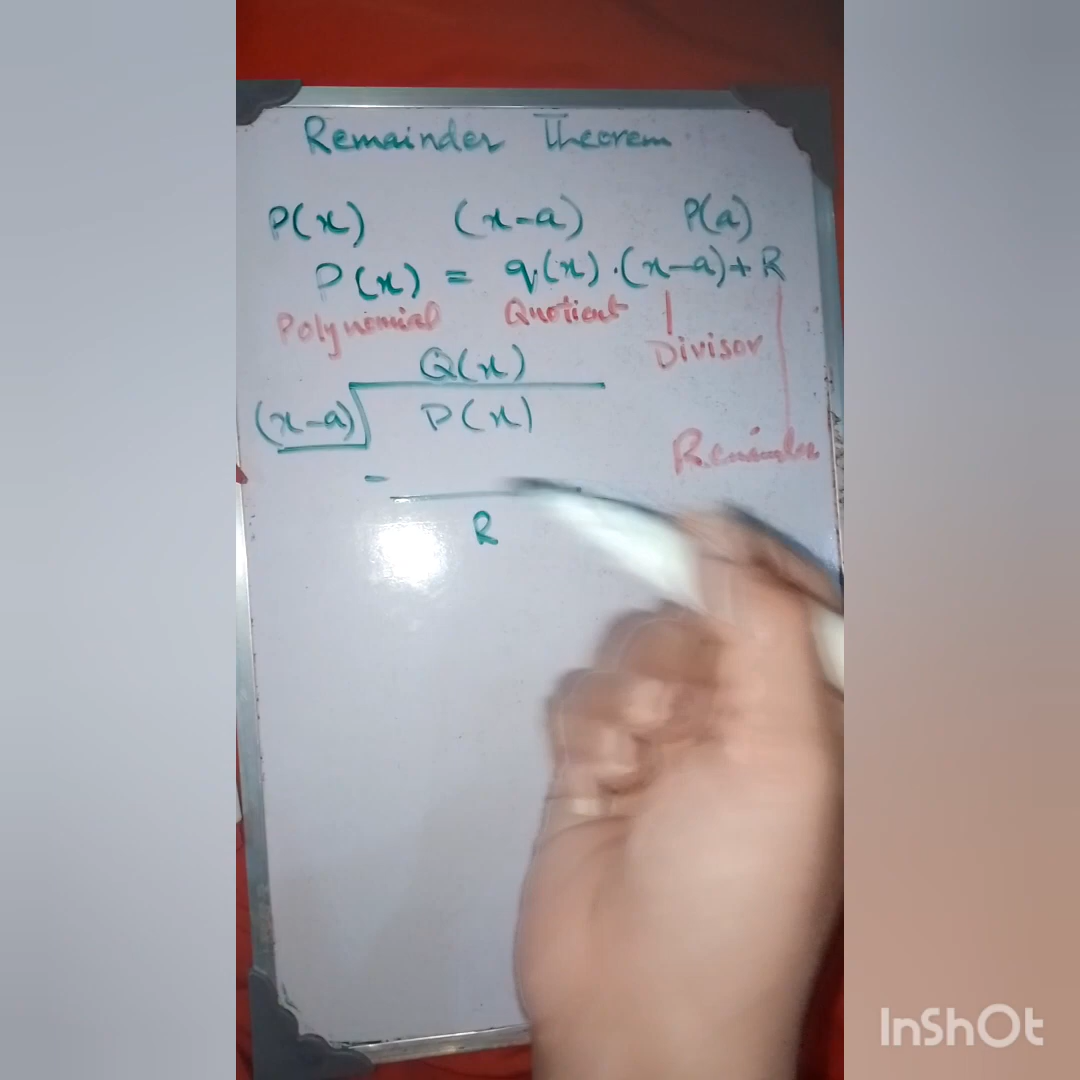 Remainder Theorem
P(x) (x-a) P(a)
P(x) = q(x).(x-a)+R
Polynomial Quotient Divisor
Q(x)
(x-a) P(x)
Remainder
-
R
InShOt